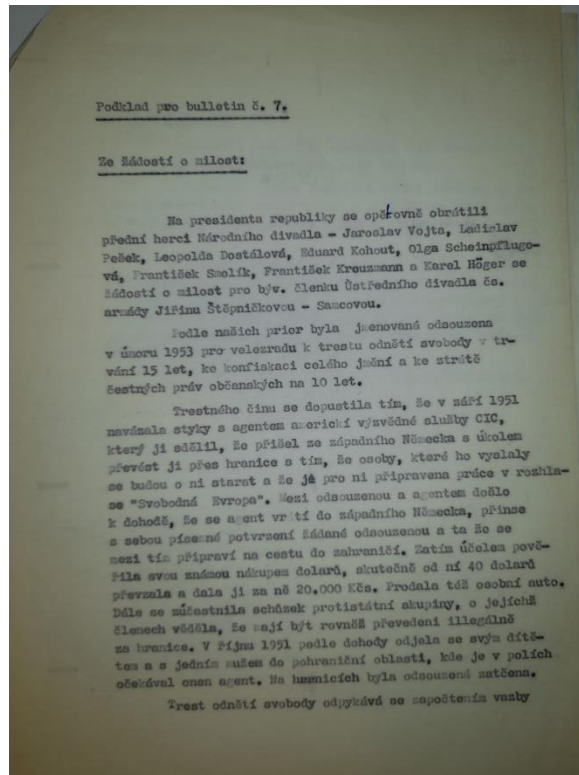 Podklad pro bulletin č. 7.
Ze žádostí o milost:
Na presidenta republiky se opětovně obrátili
přední herci Národního divadla - Jaroslav Vojta, Ladislav
Pešek, Leopolda Dostálová, Eduard Kohout, Olga Scheinpflugo-
vá, František Smolík, František Kreuzmann a Karel Höger se
žádostí o milost pro býv. členku Ústředního divadla čs.
armády Jiřinu Štěpničkovou - Samcovou.
Podle našich prior byla jmenovaná odsouzena
v únoru 1953 pro velezradu k trestu odnětí svobody v tr-
vání 15 let, ke konfiskaci celého jmění a ke ztrátě
čestných práv občanských na 10 let.
Trestného činu se dopustila tím, že v září 1951
navázala styky s agentem americkí výzvědné služby CIC,
který jí sdělil, že přišel ze západního Německa s úkolem
převést ji přes hranice s tím, že osoby, které ho vyslaly
se budou o ni starat a že je pro ni připravena práce v rozhla-
se "Svobodná Evropa". Mezi odsouzenou a agentem došlo
k dohodě, že se agent vrátí do západního Německa, přinse
s sebou písemné potvrzení žádané odsouzenou a ta že se
mezi tím připraví na cestu do zahraničí. Zatím účelem pově-
řila svou známou nákupem dolarů, skutečně od ní 40 dolarů
převzala a dala jí za ně 20.000 Kčs. Prodala též osobní auto.
Dále se zúčastnila schůzek protistátní skupiny, o jejíchž
členech věděla, že mají být rovněž převedeni illegálně
za hranice. V říjnu 1951 podle dohody odjela se svým dítě-
tem a s jedním mužem do pohraniční oblasti, kde je v polích
očekával onen agent. Na hranicích byla odsouzená zatčena.
Trest odnětí svobody odpykává se započtením vazby